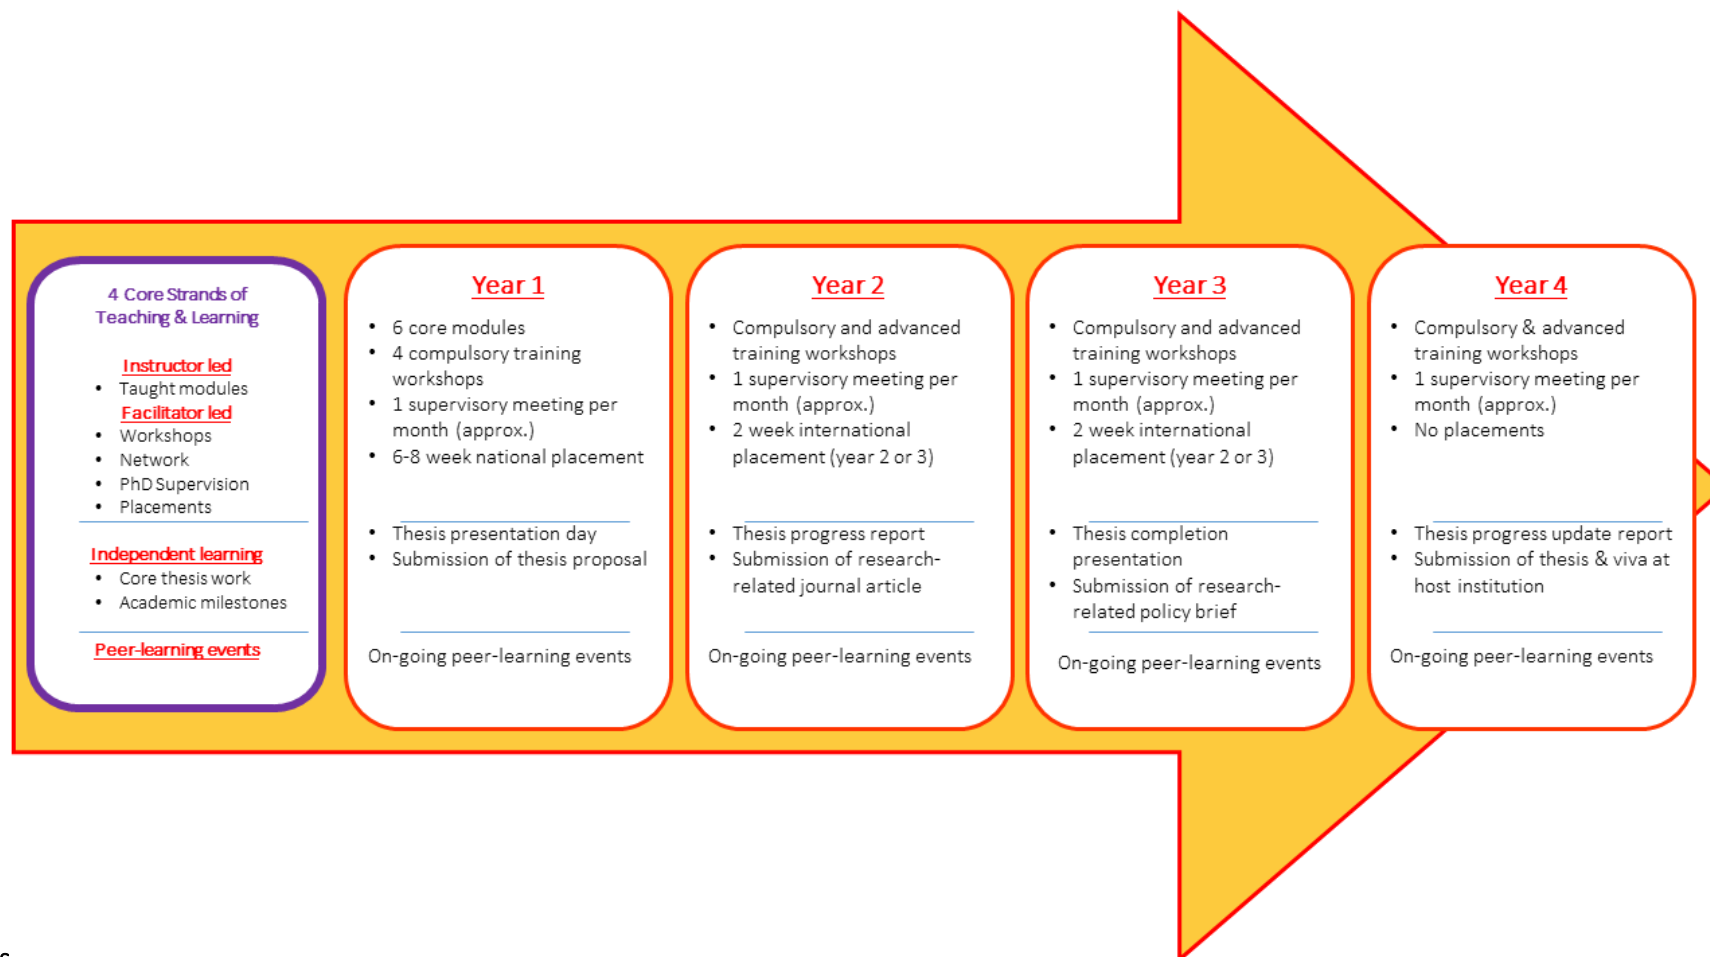 4 Core Strands of
Teaching & Learning
Instructor led
• Taught modules
Facilitator led
• Workshops
• Network
• PhD Supervision
• Placements
Independent learning
• Core thesis work
• Academic milestones
Peer-learning events
Year 1
• 6 core modules
• 4 compulsory training
workshops
• 1 supervisory meeting per
month (approx.)
• 6-8 week national placement
• Thesis presentation day
• Submission of thesis proposal
On-going peer-learning events
Year 2
• Compulsory and advanced
training workshops
• 1 supervisory meeting per
month (approx.)
• 2 week international
placement (year 2 or 3)
• Thesis progress report
• Submission of research-
related journal article
On-going peer-learning events
Year 3
• Compulsory and advanced
training workshops
• 1 supervisory meeting per
month (approx.)
• 2 week international
placement (year 2 or 3)
• Thesis completion
presentation
• Submission of research-
related policy brief
On-going peer-learning events
Year 4
• Compulsory & advanced
training workshops
• 1 supervisory meeting per
month (approx.)
• No placements
• Thesis progress update report
• Submission of thesis & viva at
host institution
On-going peer-learning events